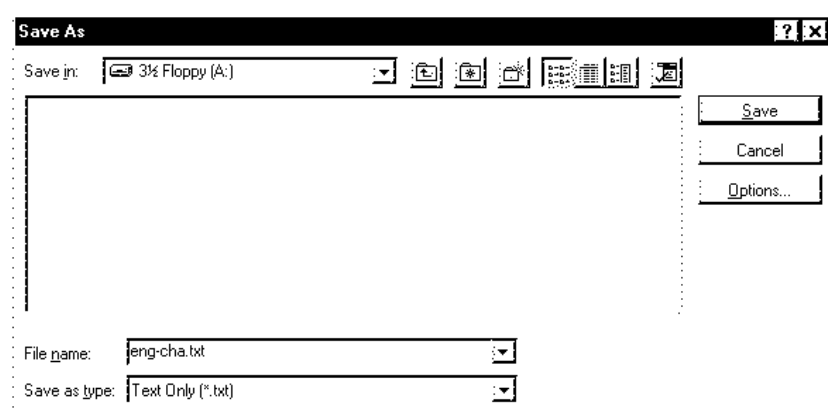 Save As
Save in: 3½ Floppy (A:)
Save
Cancel
Options...
File name: eng-cha.txt
Save as type: Text Only (*.txt)